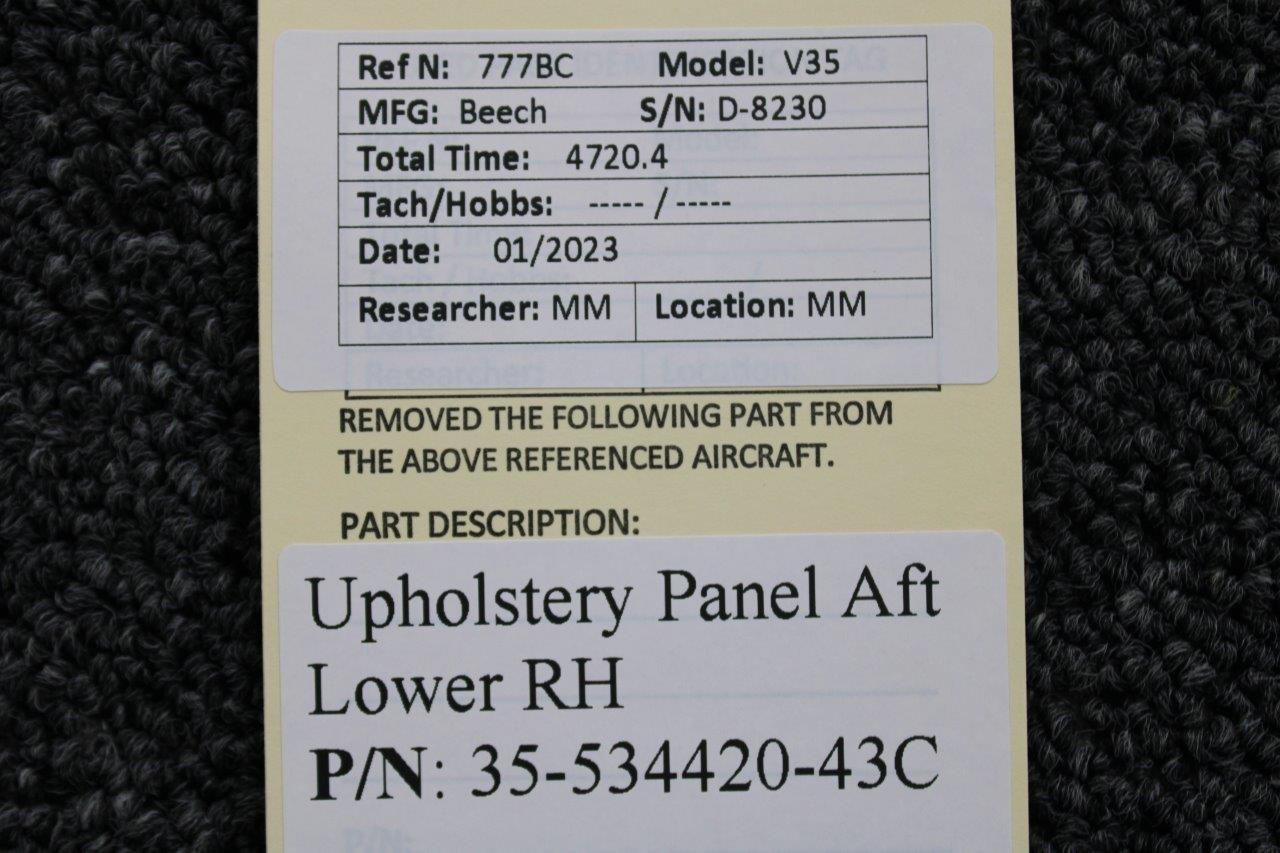 Ref N: 777BC Model: V35
MFG: Beech S/N: D-8230
Total Time: 4720.4
Tach/Hobbs: ----- / -----
Date: 01/2023
Researcher: MM Location: MM
Researcher: Location:
REMOVED THE FOLLOWING PART FROM
THE ABOVE REFERENCED AIRCRAFT.
PART DESCRIPTION:
Upholstery Panel Aft
Lower RH
P/N: 35-534420-43C
P/N: